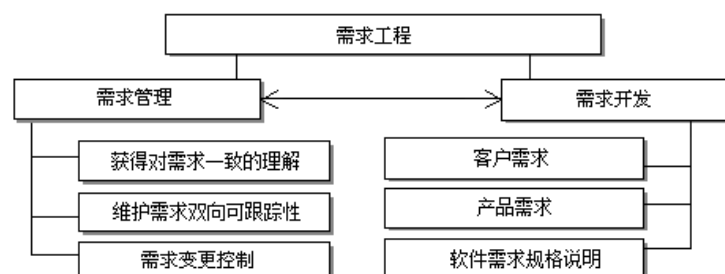 需求工程
需求管理
需求开发
获得对需求一致的理解
客户需求
维护需求双向可跟踪性
产品需求
需求变更控制
软件需求规格说明